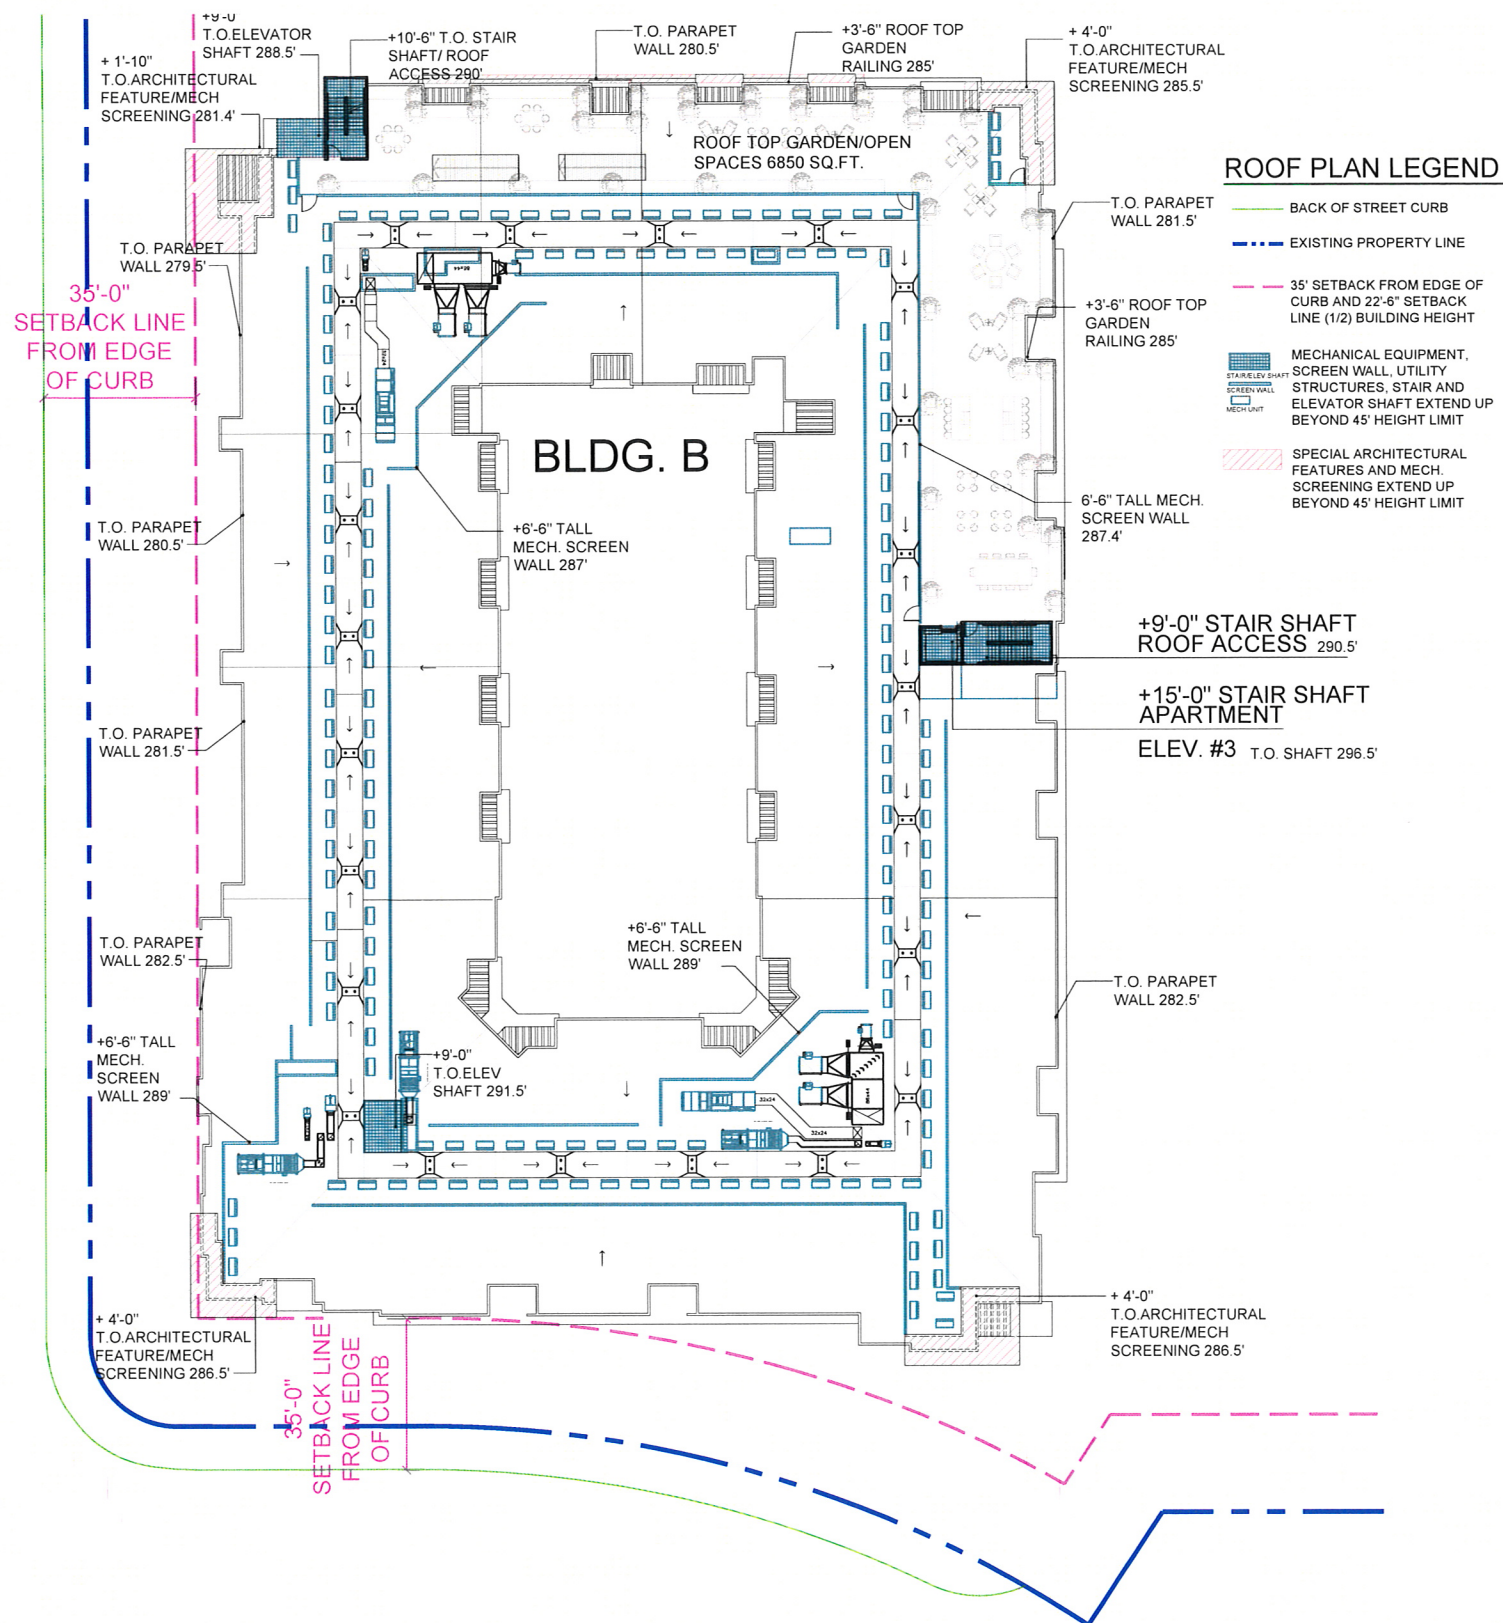 +9'-0"
T.O.ELEVATOR
SHAFT 288.5'
+ 1'-10"
T.O.ARCHITECTURAL
FEATURE/MECH
SCREENING 281.4'
+10'-6" T.O. STAIR
SHAFT/ ROOF
ACCESS 290'
T.O. PARAPET
WALL 280.5'
+3'-6" ROOF TOP
GARDEN
RAILING 285'
+ 4'-0"
T.O.ARCHITECTURAL
FEATURE/MECH
SCREENING 285.5'
ROOF TOP GARDEN/OPEN
SPACES 6850 SQ.FT.
ROOF PLAN LEGEND
BACK OF STREET CURB
EXISTING PROPERTY LINE
35' SETBACK FROM EDGE OF
CURB AND 22'-6" SETBACK
LINE (1/2) BUILDING HEIGHT
STAIR/ELEV SHAFT
SCREEN WALL
MECH UNIT
MECHANICAL EQUIPMENT,
SCREEN WALL, UTILITY
STRUCTURES, STAIR AND
ELEVATOR SHAFT EXTEND UP
BEYOND 45' HEIGHT LIMIT
SPECIAL ARCHITECTURAL
FEATURES AND MECH.
SCREENING EXTEND UP
BEYOND 45' HEIGHT LIMIT
T.O. PARAPET
WALL 281.5'
T.O. PARAPET
WALL 279.5'
35'-0"
SETBACK LINE
FROM EDGE
OF CURB
+3'-6" ROOF TOP
GARDEN
RAILING 285'
BLDG. B
T.O. PARAPET
WALL 280.5'
+6'-6" TALL
MECH. SCREEN
WALL 287'
6'-6" TALL MECH.
SCREEN WALL
287.4'
+9'-0" STAIR SHAFT
ROOF ACCESS 290.5'
+15'-0" STAIR SHAFT
APARTMENT
ELEV. #3 T.O. SHAFT 296.5'
T.O. PARAPET
WALL 281.5'
T.O. PARAPET
WALL 282.5'
+6'-6" TALL
MECH. SCREEN
WALL 289'
T.O. PARAPET
WALL 282.5'
+6'-6" TALL
MECH.
SCREEN
WALL 289'
+9'-0"
T.O.ELEV
SHAFT 291.5'
32x24
32x24
+ 4'-0"
T.O.ARCHITECTURAL
FEATURE/MECH
SCREENING 286.5'
35'-0"
SETBACK LINE
FROM EDGE
OF CURB
+ 4'-0"
T.O.ARCHITECTURAL
FEATURE/MECH
SCREENING 286.5'